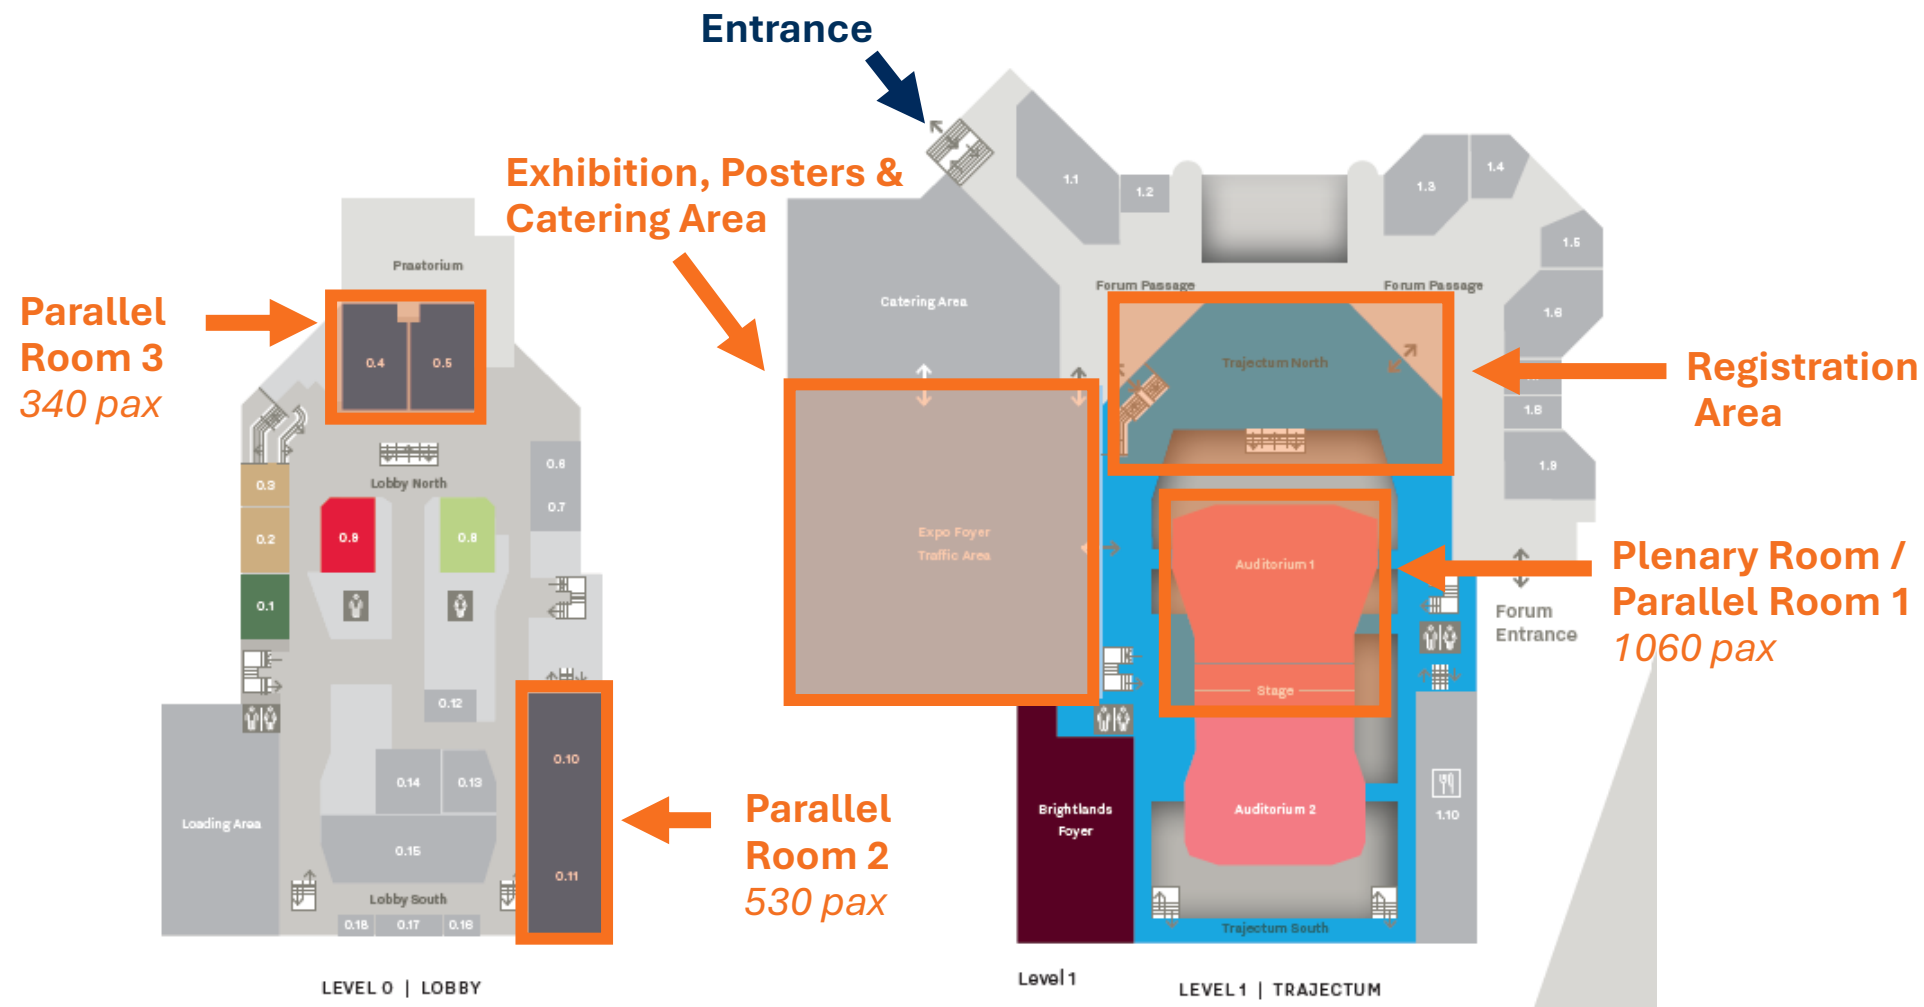 Entrance
Exhibition, Posters &
Catering Area
Parallel
Room 3
340 pax
Registration
Area
Plenary Room /
Parallel Room 1
1060 pax
Parallel
Room 2
530 pax
Praetorium
0.4
0.5
0.3
0.2
0.1
Lobby North
0.9
0.8
0.6
0.7
0.12
0.14
0.13
0.15
0.10
0.11
Loading Area
Lobby South
0.18
0.17
0.16
LEVEL 0 | LOBBY
1.1
1.2
1.3
1.4
1.5
1.6
1.8
1.9
Forum Passage
Forum Passage
Catering Area
Trajectum North
Expo Foyer
Traffic Area
Auditorium 1
Stage
Auditorium 2
Forum
Entrance
Brightlands
Foyer
1.10
Trajectum South
Level 1
LEVEL 1 | TRAJECTUM